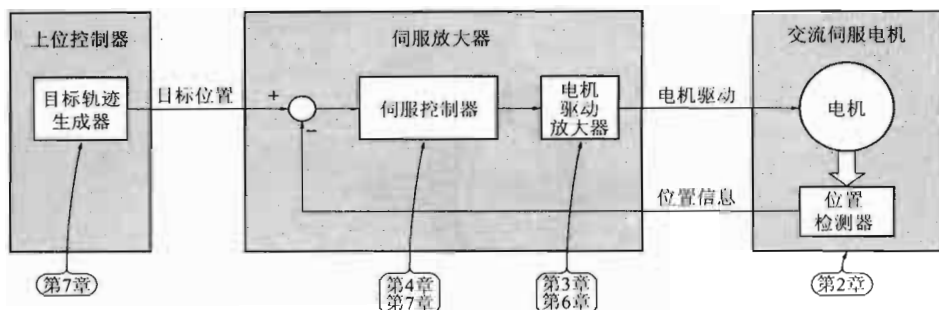 上位控制器
伺服放大器
交流伺服电机
目标轨迹
生成器
目标位置
+
−
伺服控制器
电机
驱动
放大器
电机驱动
电机
位置信息
位置
检测器
第7章
第4章
第7章
第3章
第6章
第2章